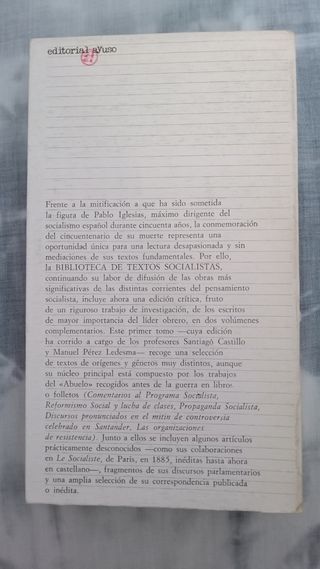 editorial ayuso
Frente a la mitificación a que ha sido sometida
la figura de Pablo Iglesias, máximo dirigente del
socialismo español durante cincuenta años, la conmemoración
del cincuentenario de su muerte representa una
oportunidad única para una lectura desapasionada y sin
mediaciones de sus textos fundamentales. Por ello,
la BIBLIOTECA DE TEXTOS SOCIALISTAS,
continuando su labor de difusión de las obras más
significativas de las distintas corrientes del pensamiento
socialista, incluye ahora una edición crítica, fruto
de un riguroso trabajo de investigación, de los escritos
de mayor importancia del líder obrero, en dos volúmenes
complementarios. Este primer tomo —cuya edición
ha corrido a cargo de los profesores Santiago Castillo
y Manuel Pérez Ledesma— recoge una selección
de textos de orígenes y géneros muy distintos, aunque
su núcleo principal está compuesto por los trabajos
del «Abuelo» recogidos antes de la guerra en libros
o folletos (Comentarios al Programa Socialista,
Reformismo Social y lucha de clases, Propaganda Socialista,
Discursos pronunciados en el mitin de controversia
celebrado en Santander, Las organizaciones
de resistencia). Junto a ellos se incluyen algunos artículos
prácticamente desconocidos —como sus colaboraciones
en Le Socialiste, de París, en 1885, inéditas hasta ahora
en castellano—, fragmentos de sus discursos parlamentarios
y una amplia selección de su correspondencia publicada
o inédita.